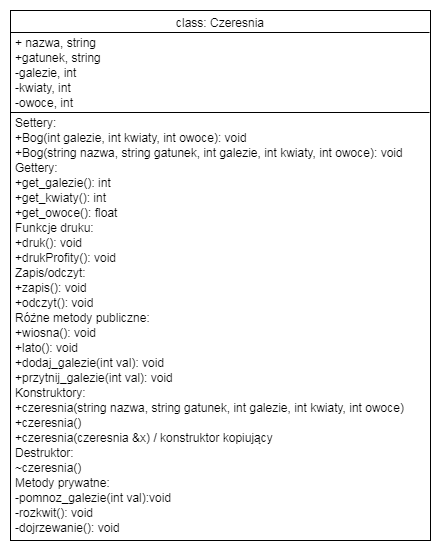 class: Czeresnia
+ nazwa, string
+gatunek, string
-galezie, int
-kwiaty, int
-owoce, int
Settery:
+Bog(int galezie, int kwiaty, int owoce): void
+Bog(string nazwa, string gatunek, int galezie, int kwiaty, int owoce): void
Gettery:
+get_galezie(): int
+get_kwiaty(): int
+get_owoce(): float
Funkcje druku:
+druk(): void
+drukProfity(): void
Zapis/odczyt:
+zapis(): void
+odczyt(): void
Różne metody publiczne:
+wiosna(): void
+lato(): void
+dodaj_galezie(int val): void
+przytnij_galezie(int val): void
Konstruktory:
+czeresnia(string nazwa, string gatunek, int galezie, int kwiaty, int owoce)
+czeresnia()
+czeresnia(czeresnia &x) / konstruktor kopiujący
Destruktor:
~czeresnia()
Metody prywatne:
-pomnoz_galezie(int val):void
-rozkwit(): void
-dojrzewanie(): void